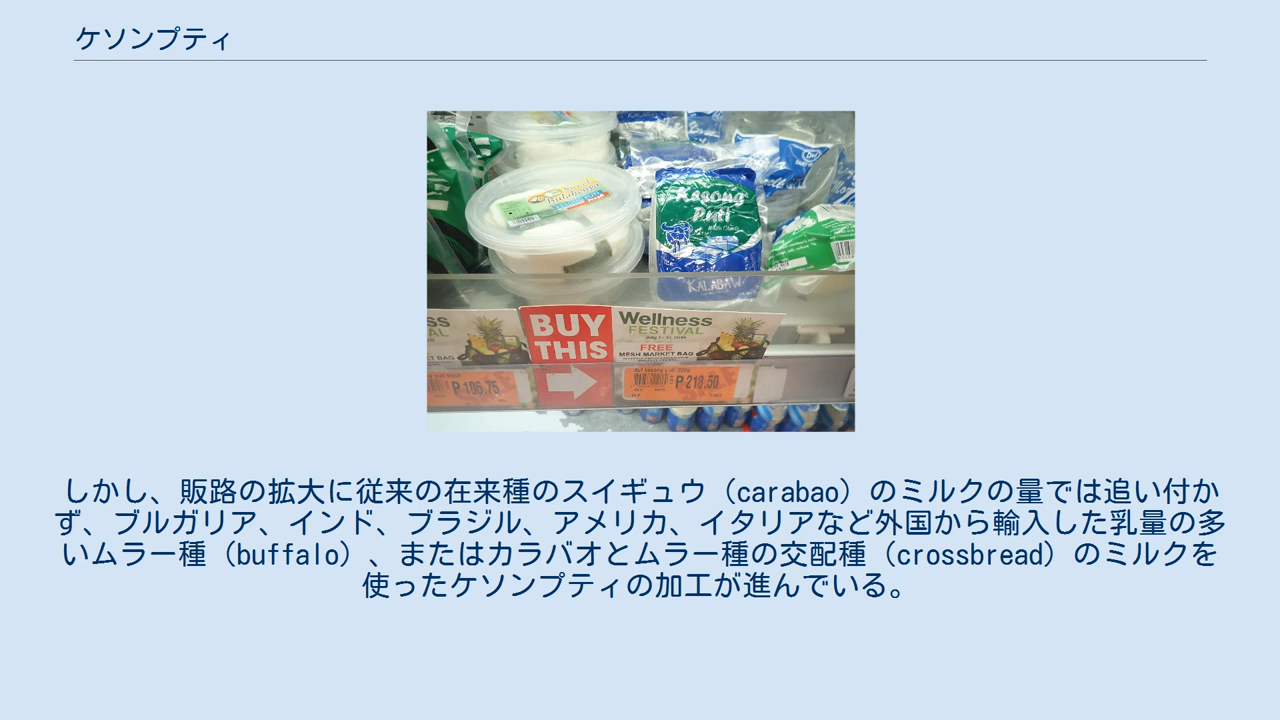 ケソンプティ
Kesong
Puti
White Cheese
KALABAW
BUY
THIS
Wellness
FESTIVAL
FREE
MESH MARKET BAG
P 106.75
P 218.50
しかし、販路の拡大に従来の在来種のスイギュウ（carabao）のミルクの量では追い付か
ず、ブルガリア、インド、ブラジル、アメリカ、イタリアなど外国から輸入した乳量の多
いムラー種（buffalo）、またはカラバオとムラー種の交配種（crossbread）のミルクを
使ったケソンプティの加工が進んでいる。